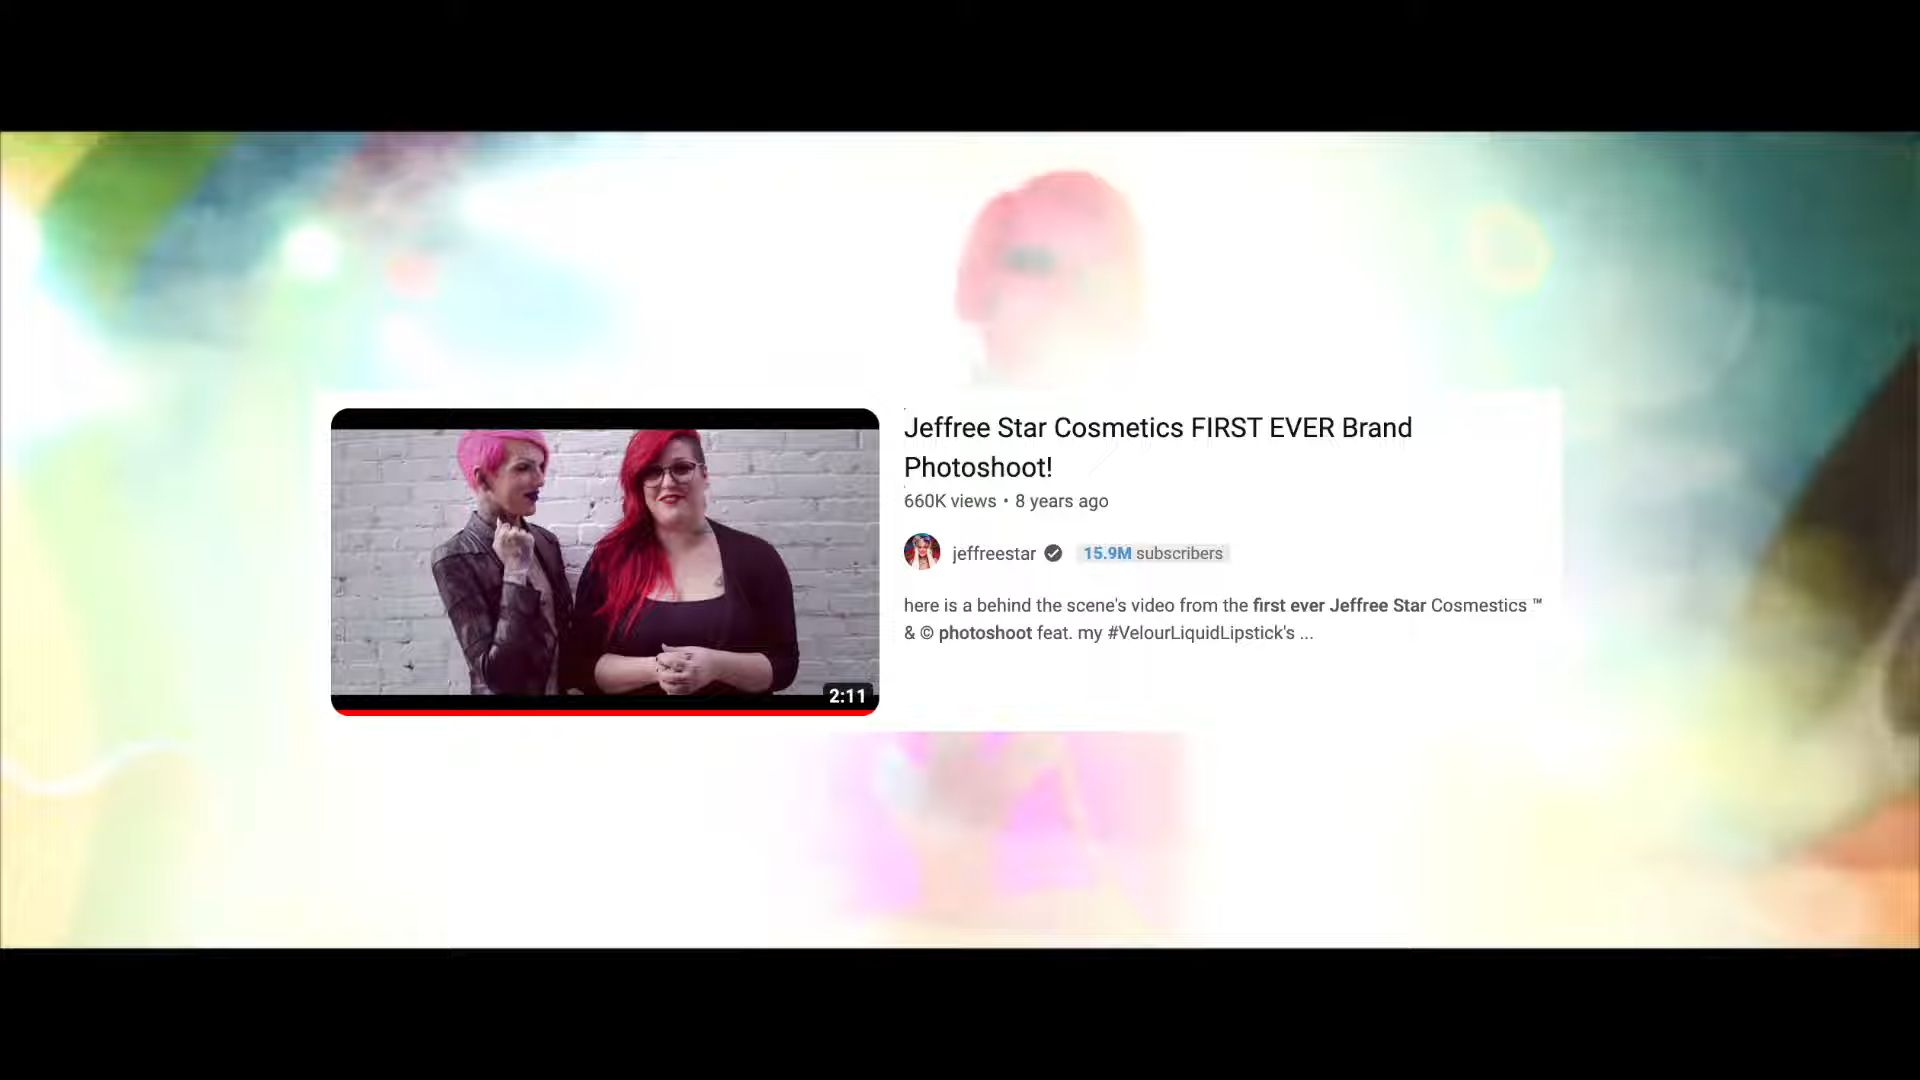 Jeffree Star Cosmetics FIRST EVER Brand
Photoshoot!
660K views • 8 years ago
jeffreestar 15.9M subscribers
here is a behind the scene's video from the first ever Jeffree Star Cosmestics ™
& © photoshoot feat. my #VelourLiquidLipstick's ...
2:11